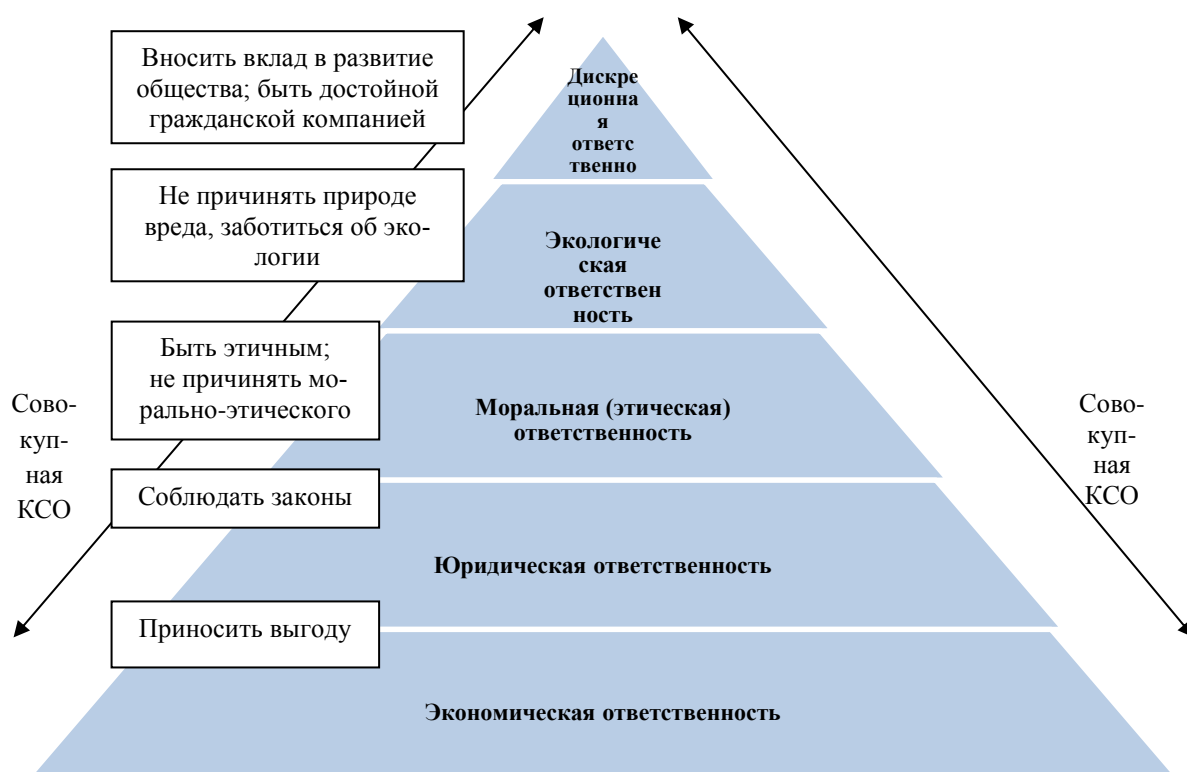 Вносить вклад в развитие
общества; быть достойной
гражданской компанией
Дискре
ционна
я
ответс
твенно
Не причинять природе
вреда, заботиться об эко-
логии
Экологиче
ская
ответствен
ность
Быть этичным;
не причинять мо-
рально-этического
Моральная (этическая)
ответственность
Сово-
куп-
ная
КСО
Сово-
куп-
ная
КСО
Соблюдать законы
Юридическая ответственность
Приносить выгоду
Экономическая ответственность